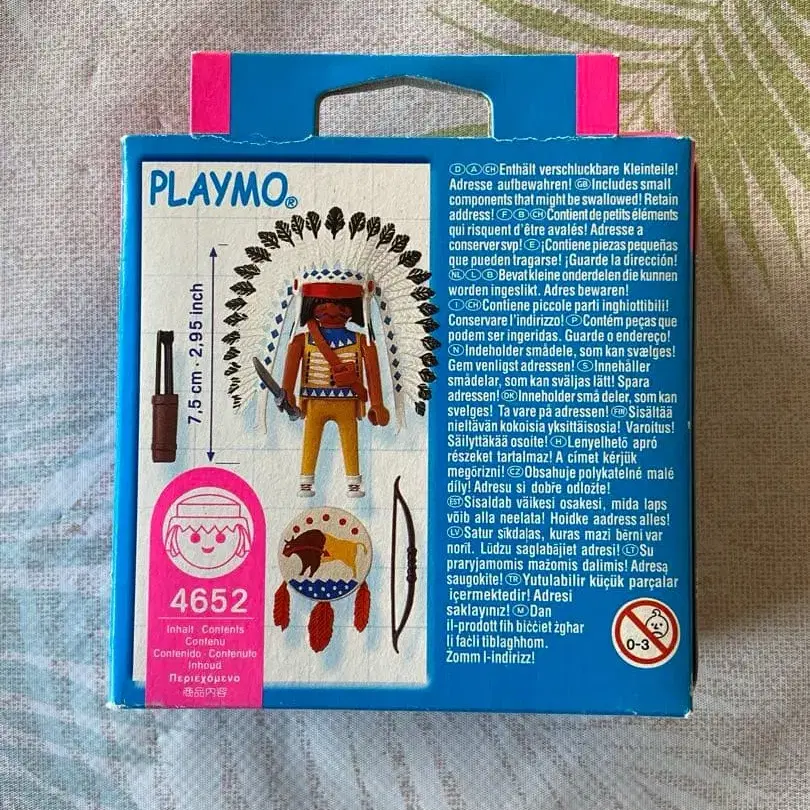 PLAYMO®
7,5 cm - 2,95 inch
4652
Inhalt · Contents
Contenu
Contenido · Contenuto
Inhoud
Περιεχόμενο
商品内容
D A CH Enthält verschluckbare Kleinteile!
Adresse aufbewahren! GB Includes small
components that might be swallowed! Retain
address! F B CH Contient de petits éléments
qui risquent d'être avalés! Adresse a
conserver svp! E ¡Contiene piezas pequeñas
que pueden tragarse! ¡Guarde la dirección!
NL L B Bevat kleine onderdelen die kunnen
worden ingeslikt. Adres bewaren!
I CH Contiene piccole parti inghiottibili!
Conservare l'indirizzo! P Contém peças que
podem ser ingeridas. Guarde o endereço!
N Indeholder smådele, som kan svælges!
Gem venligst adressen! S Innehåller
smådelar, som kan sväljas lätt! Spara
adressen! DK Inneholder små deler, som kan
svelges! Ta vare på adressen! FIN Sisältää
nieltävän kokoisia yksittäisosia! Varoitus!
Säilyttäkää osoite! H Lenyelhető apró
részeket tartalmaz! A címet kérjük
megőrizni! CZ Obsahuje polykatelné malé
díly! Adresu si dobře odložte!
EST Sisaldab väikesi osakesi, mida laps
võib alla neelata! Hoidke aadress alles!
LV Satur sīkdaļas, kuras mazi bērni var
norīt. Lūdzu saglabājiet adresi! LT Su
praryjamomis mažomis dalimis! Adresą
saugokite! TR Yutulabilir küçük parçalar
içermektedir! Adresi
saklayınız! M Dan
il-prodott fih biċċiet żgħar
li faċli tiblagħhom.
Żomm l-indirizz!
0-3